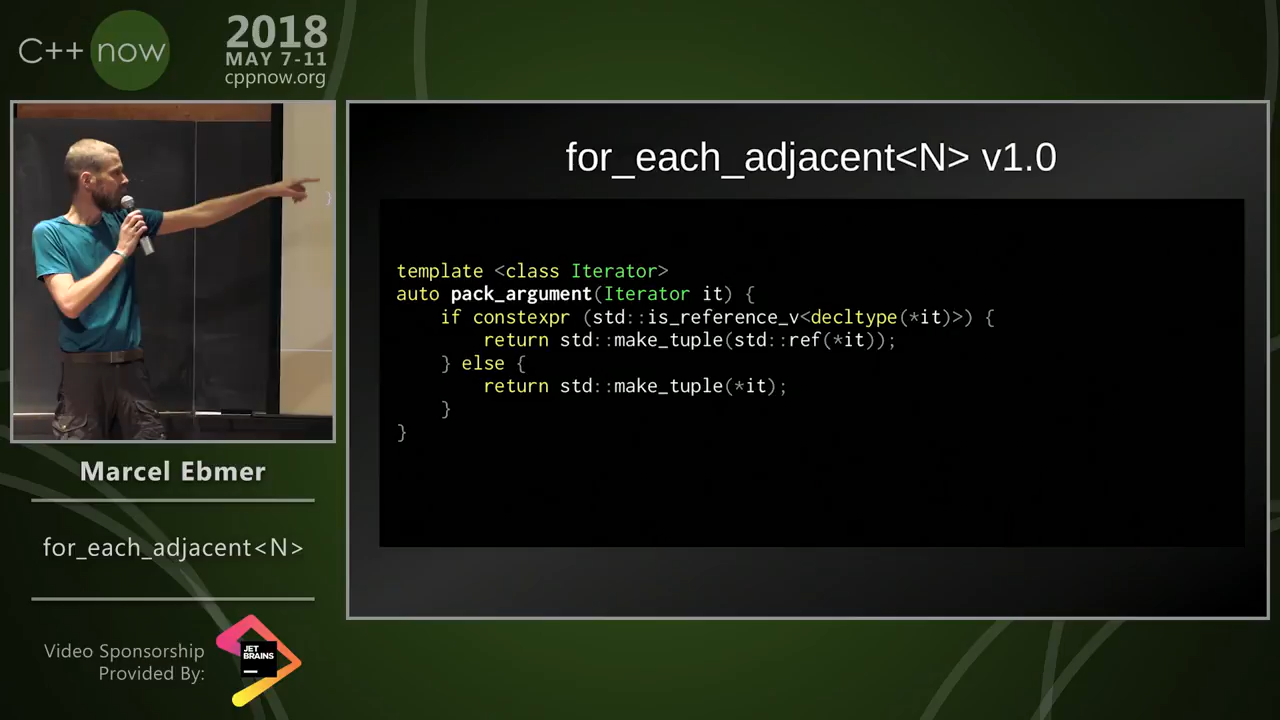 C++ now
2018
MAY 7-11
cppnow.org
for_each_adjacent<N> v1.0
template <class Iterator>
auto pack_argument(Iterator it) {
    if constexpr (std::is_reference_v<decltype(*it)>) {
        return std::make_tuple(std::ref(*it));
    } else {
        return std::make_tuple(*it);
    }
}
Marcel Ebmer
for_each_adjacent<N>
Video Sponsorship
Provided By:
JET
BRAINS